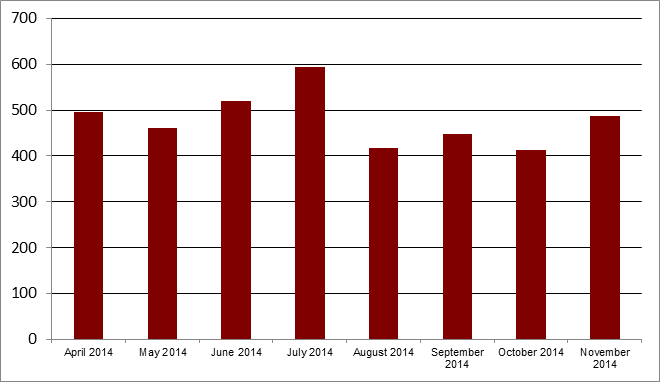 700
600
500
400
300
200
100
0
April 2014
May 2014
June 2014
July 2014
August 2014
September
2014
October 2014
November
2014